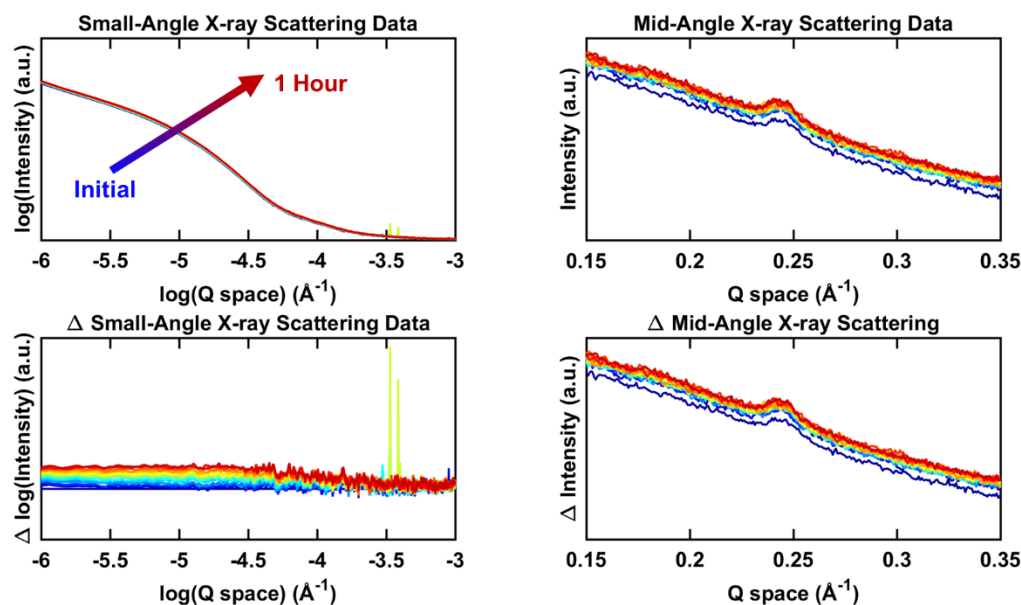 Small-Angle X-ray Scattering Data
log(Intensity) (a.u.)
1 Hour
Initial
-6 -5.5 -5 -4.5 -4 -3.5 -3
log(Q space) (Å⁻¹)
Mid-Angle X-ray Scattering Data
Intensity (a.u.)
0.15 0.2 0.25 0.3 0.35
Q space (Å⁻¹)
Δ Small-Angle X-ray Scattering Data
Δ log(Intensity) (a.u.)
-6 -5.5 -5 -4.5 -4 -3.5 -3
log(Q space) (Å⁻¹)
Δ Mid-Angle X-ray Scattering
Δ Intensity (a.u.)
0.15 0.2 0.25 0.3 0.35
Q space (Å⁻¹)